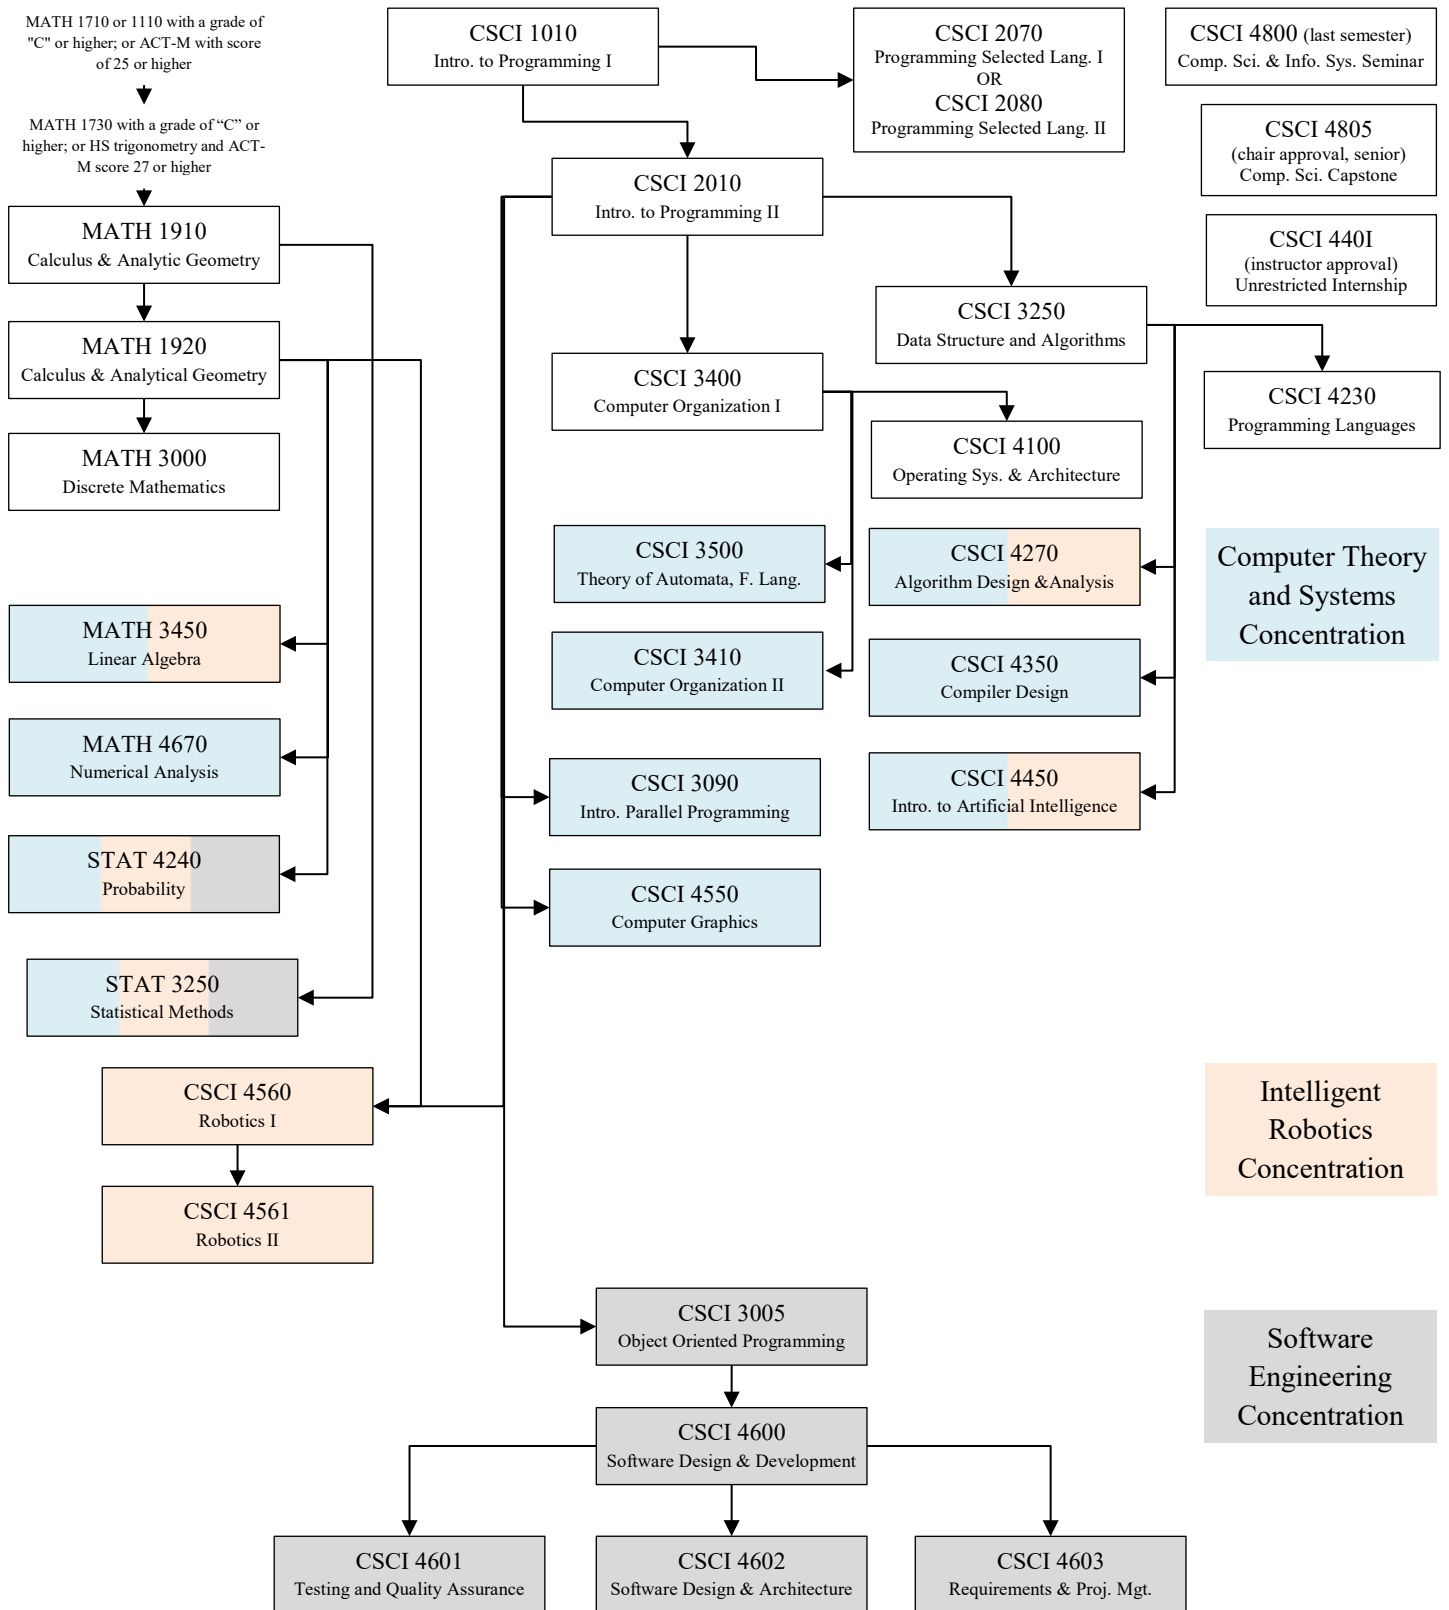 MATH 1710 or 1110 with a grade of
"C" or higher; or ACT-M with score
of 25 or higher
MATH 1730 with a grade of “C” or
higher; or HS trigonometry and ACT-
M score 27 or higher
MATH 1910
Calculus & Analytic Geometry
MATH 1920
Calculus & Analytical Geometry
MATH 3000
Discrete Mathematics
MATH 3450
Linear Algebra
MATH 4670
Numerical Analysis
STAT 4240
Probability
STAT 3250
Statistical Methods
CSCI 4560
Robotics I
CSCI 4561
Robotics II
CSCI 1010
Intro. to Programming I
CSCI 2070
Programming Selected Lang. I
OR
CSCI 2080
Programming Selected Lang. II
CSCI 2010
Intro. to Programming II
CSCI 3250
Data Structure and Algorithms
CSCI 3400
Computer Organization I
CSCI 4100
Operating Sys. & Architecture
CSCI 4230
Programming Languages
CSCI 3500
Theory of Automata, F. Lang.
CSCI 3410
Computer Organization II
CSCI 3090
Intro. Parallel Programming
CSCI 4550
Computer Graphics
CSCI 4270
Algorithm Design &Analysis
CSCI 4350
Compiler Design
CSCI 4450
Intro. to Artificial Intelligence
CSCI 4800 (last semester)
Comp. Sci. & Info. Sys. Seminar
CSCI 4805
(chair approval, senior)
Comp. Sci. Capstone
CSCI 440I
(instructor approval)
Unrestricted Internship
Computer Theory
and Systems
Concentration
Intelligent
Robotics
Concentration
Software
Engineering
Concentration
CSCI 3005
Object Oriented Programming
CSCI 4600
Software Design & Development
CSCI 4601
Testing and Quality Assurance
CSCI 4602
Software Design & Architecture
CSCI 4603
Requirements & Proj. Mgt.